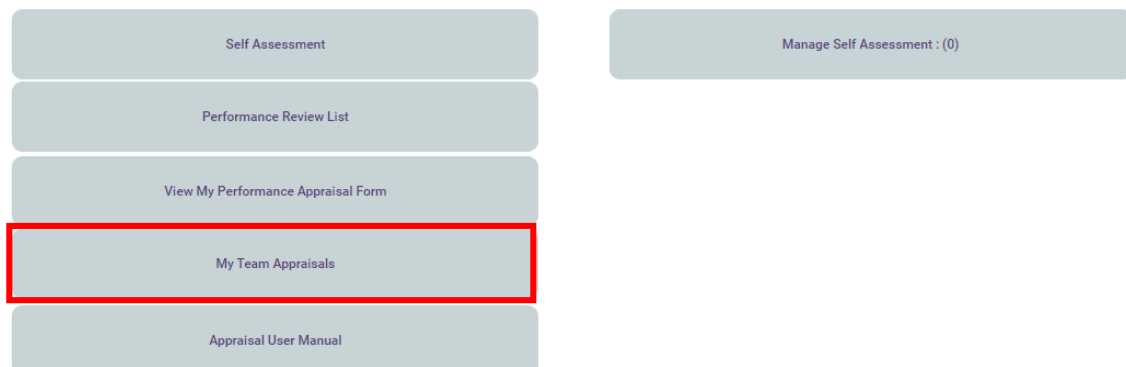 Self Assessment
Manage Self Assessment : (0)
Performance Review List
View My Performance Appraisal Form
My Team Appraisals
Appraisal User Manual